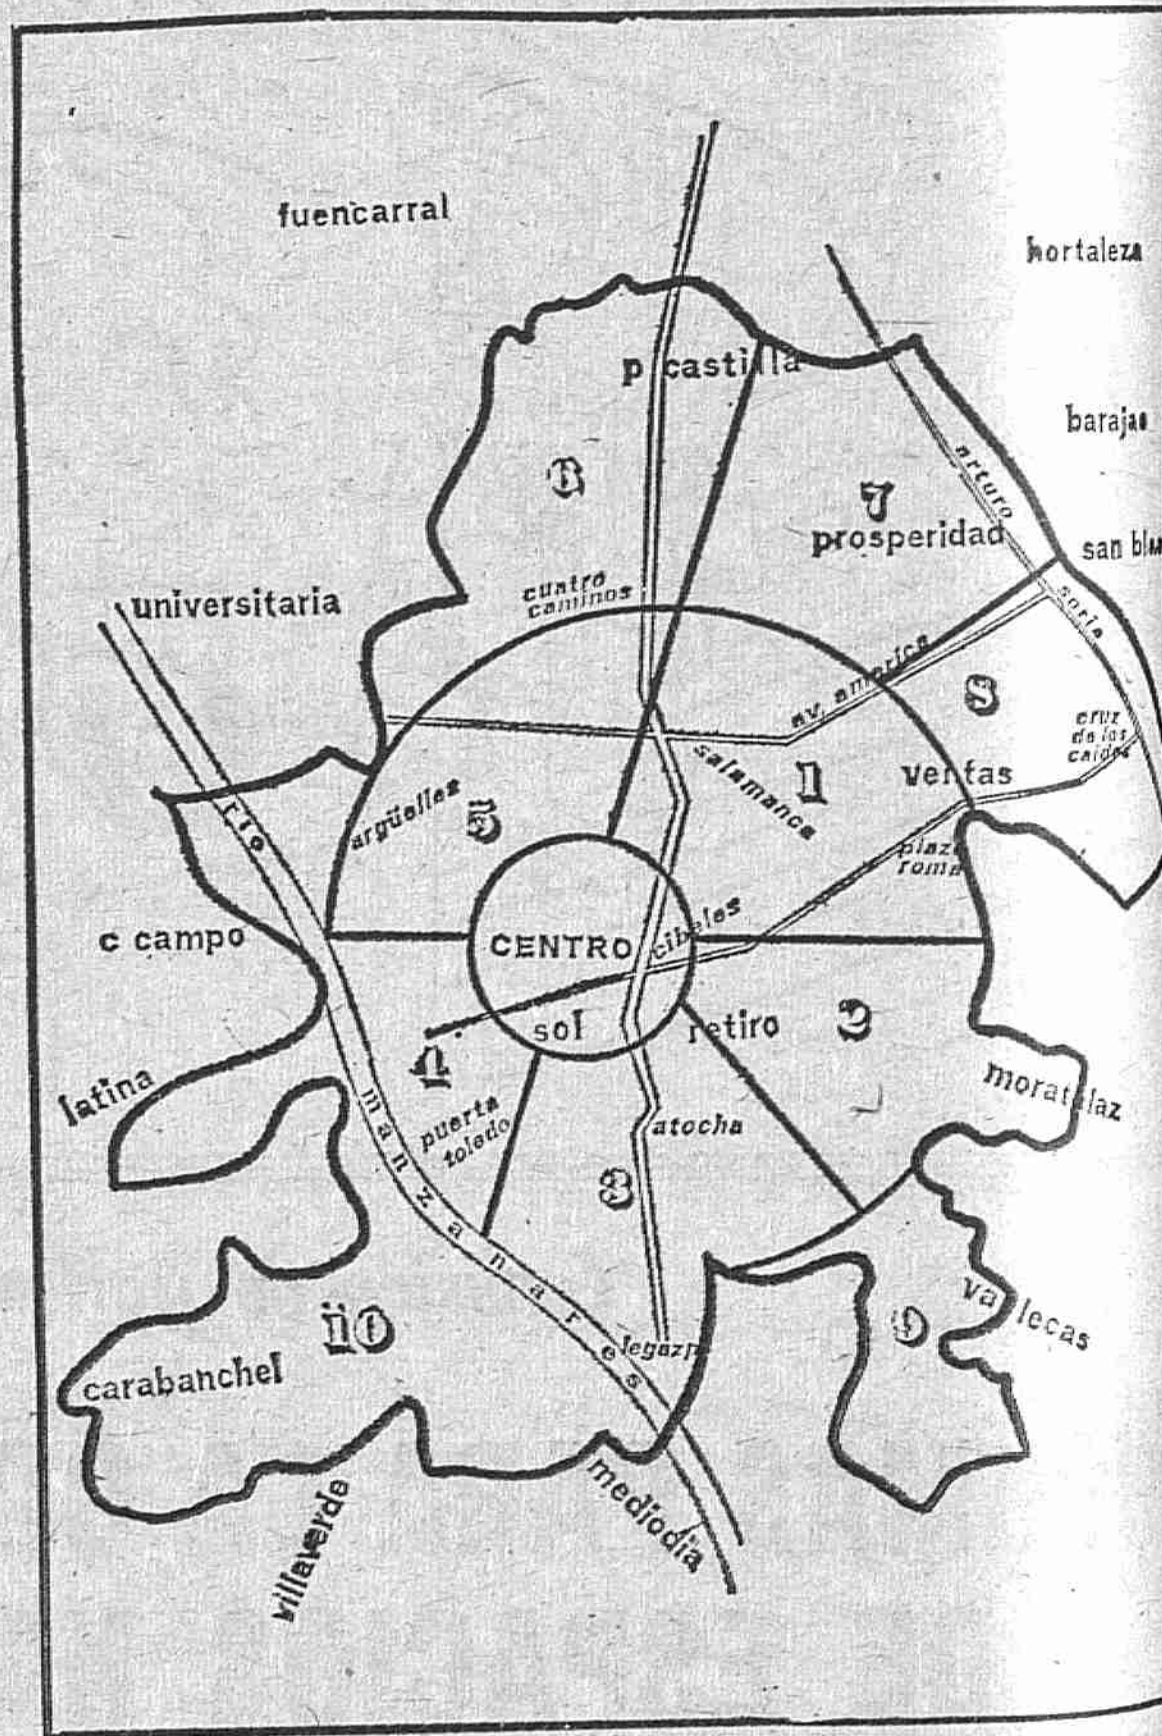 fuencarral
hortaleza
p castilla
barajas
6
7
arturo
prosperidad
san blas
cuatro
caminos
universitaria
soria
av. america
8
cruz
de los
caidos
salamanca
1
ventas
argüelles
5
rio
plaza
roma
c campo
CENTRO
cibeles
sol
retiro
2
4
latina
moratalaz
manzanares
puerta
toledo
atocha
3
vallecas
10
9
legazpi
carabanchel
mediodia
villaverde